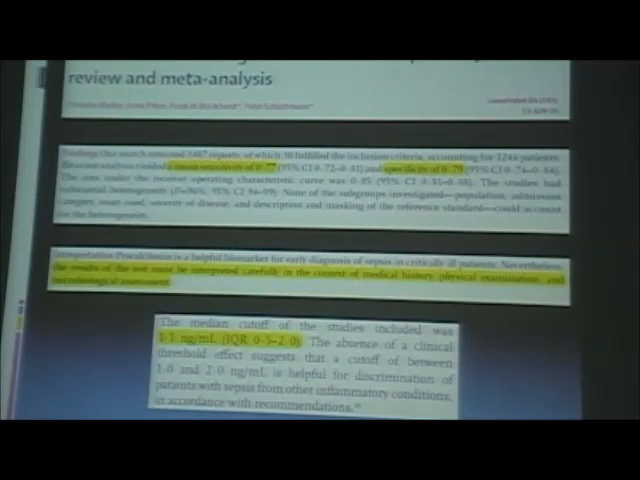 review and meta-analysis
Findings Our search returned 3487 reports, of which 30 fulfilled the inclusion criteria, accounting for 3244 patients.
Bivariate analysis yielded a mean sensitivity of 0·77 (95% CI 0·72–0·81) and specificity of 0·79 (95% CI 0·74–0·84).
The area under the receiver operating characteristic curve was 0·85 (95% CI 0·81–0·88). The studies had
substantial heterogeneity (I²=96%, 95% CI 94–99). None of the subgroups investigated—population, admission
category, assay used, severity of disease, and description and masking of the reference standard—could account
for the heterogeneity.
Interpretation Procalcitonin is a helpful biomarker for early diagnosis of sepsis in critically ill patients. Nevertheless,
the results of the test must be interpreted carefully in the context of medical history, physical examination, and
microbiological assessment.
The median cutoff of the studies included was
1·1 ng/mL (IQR 0·5–2·0). The absence of a clinical
threshold effect suggests that a cutoff of between
1·0 and 2·0 ng/mL is helpful for discrimination of
patients with sepsis from other inflammatory conditions,
in accordance with recommendations.